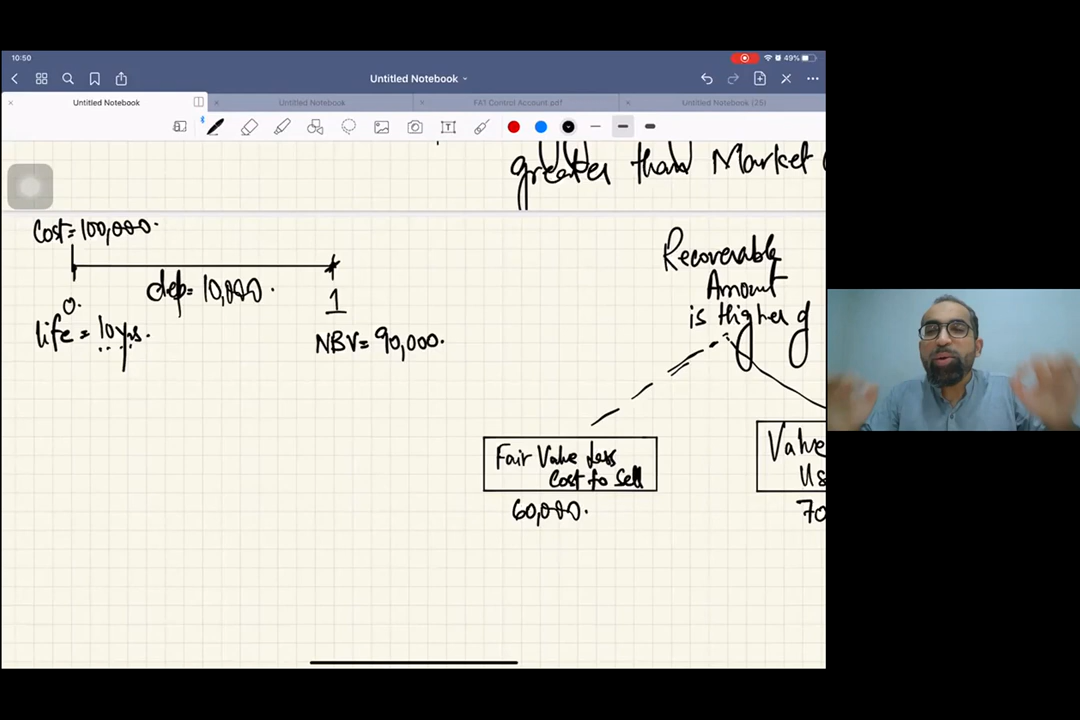 10:50
49%
Untitled Notebook
Untitled Notebook
Untitled Notebook
FA1 Control Account.pdf
Untitled Notebook (25)
T
greater than Market
Cost = 100,000.
dep = 10,000.
0.
1
life = 10 yrs.
NBV = 90,000.
Recoverable
Amount
is Higher of
Fair Value less
Cost to Sell
60,000.
Value
Us
70